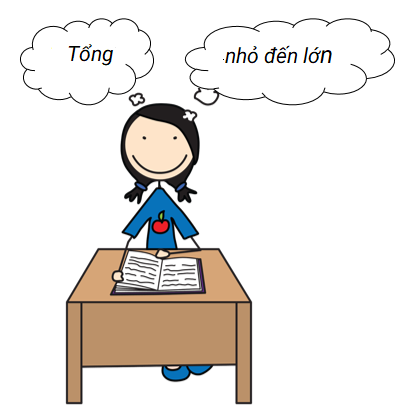 Tổng
nhỏ đến lớn